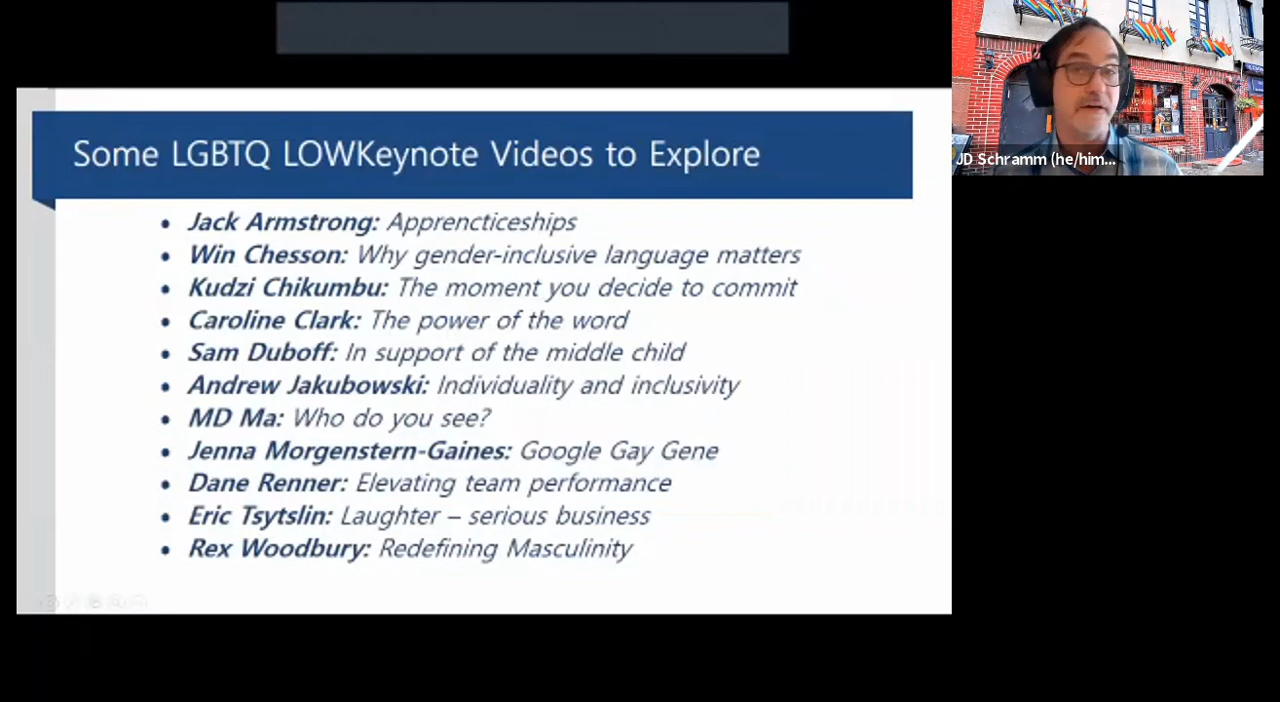 Some LGBTQ LOWKeynote Videos to Explore
• Jack Armstrong: Apprencticeships
• Win Chesson: Why gender-inclusive language matters
• Kudzi Chikumbu: The moment you decide to commit
• Caroline Clark: The power of the word
• Sam Duboff: In support of the middle child
• Andrew Jakubowski: Individuality and inclusivity
• MD Ma: Who do you see?
• Jenna Morgenstern-Gaines: Google Gay Gene
• Dane Renner: Elevating team performance
• Eric Tsytslin: Laughter – serious business
• Rex Woodbury: Redefining Masculinity
JD Schramm (he/him...